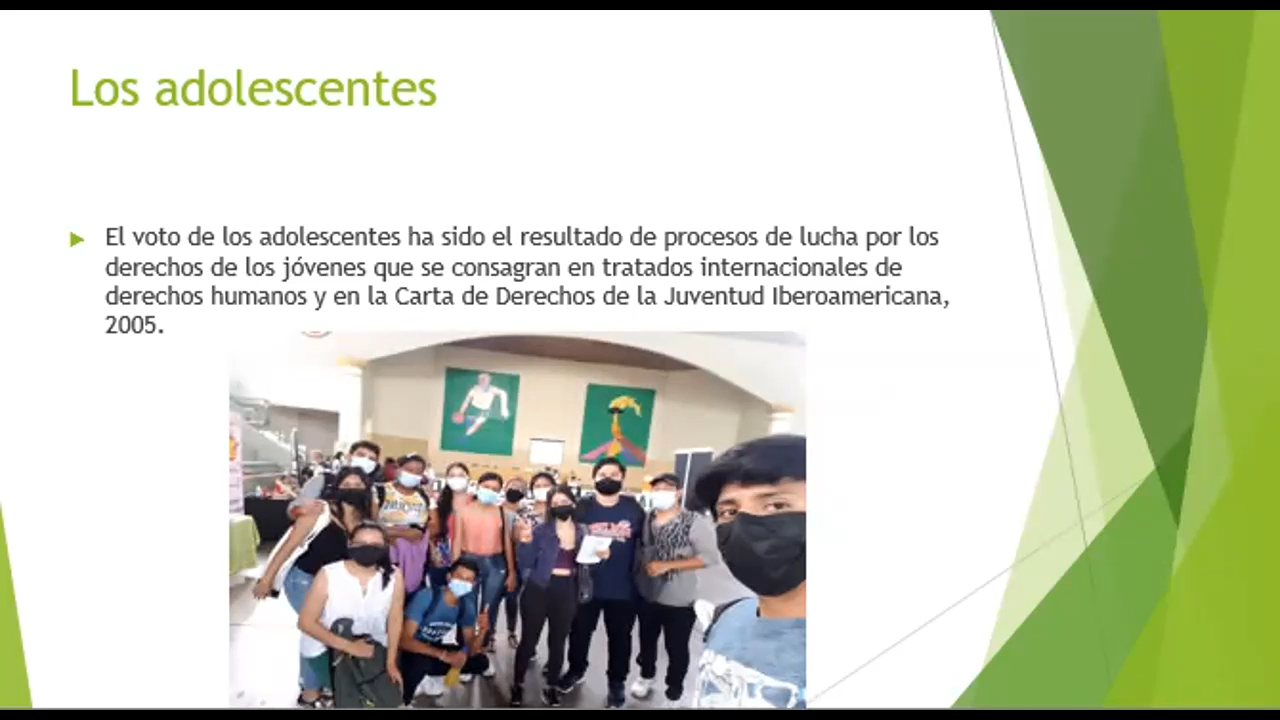 Los adolescentes
El voto de los adolescentes ha sido el resultado de procesos de lucha por los
derechos de los jóvenes que se consagran en tratados internacionales de
derechos humanos y en la Carta de Derechos de la Juventud Iberoamericana,
2005.